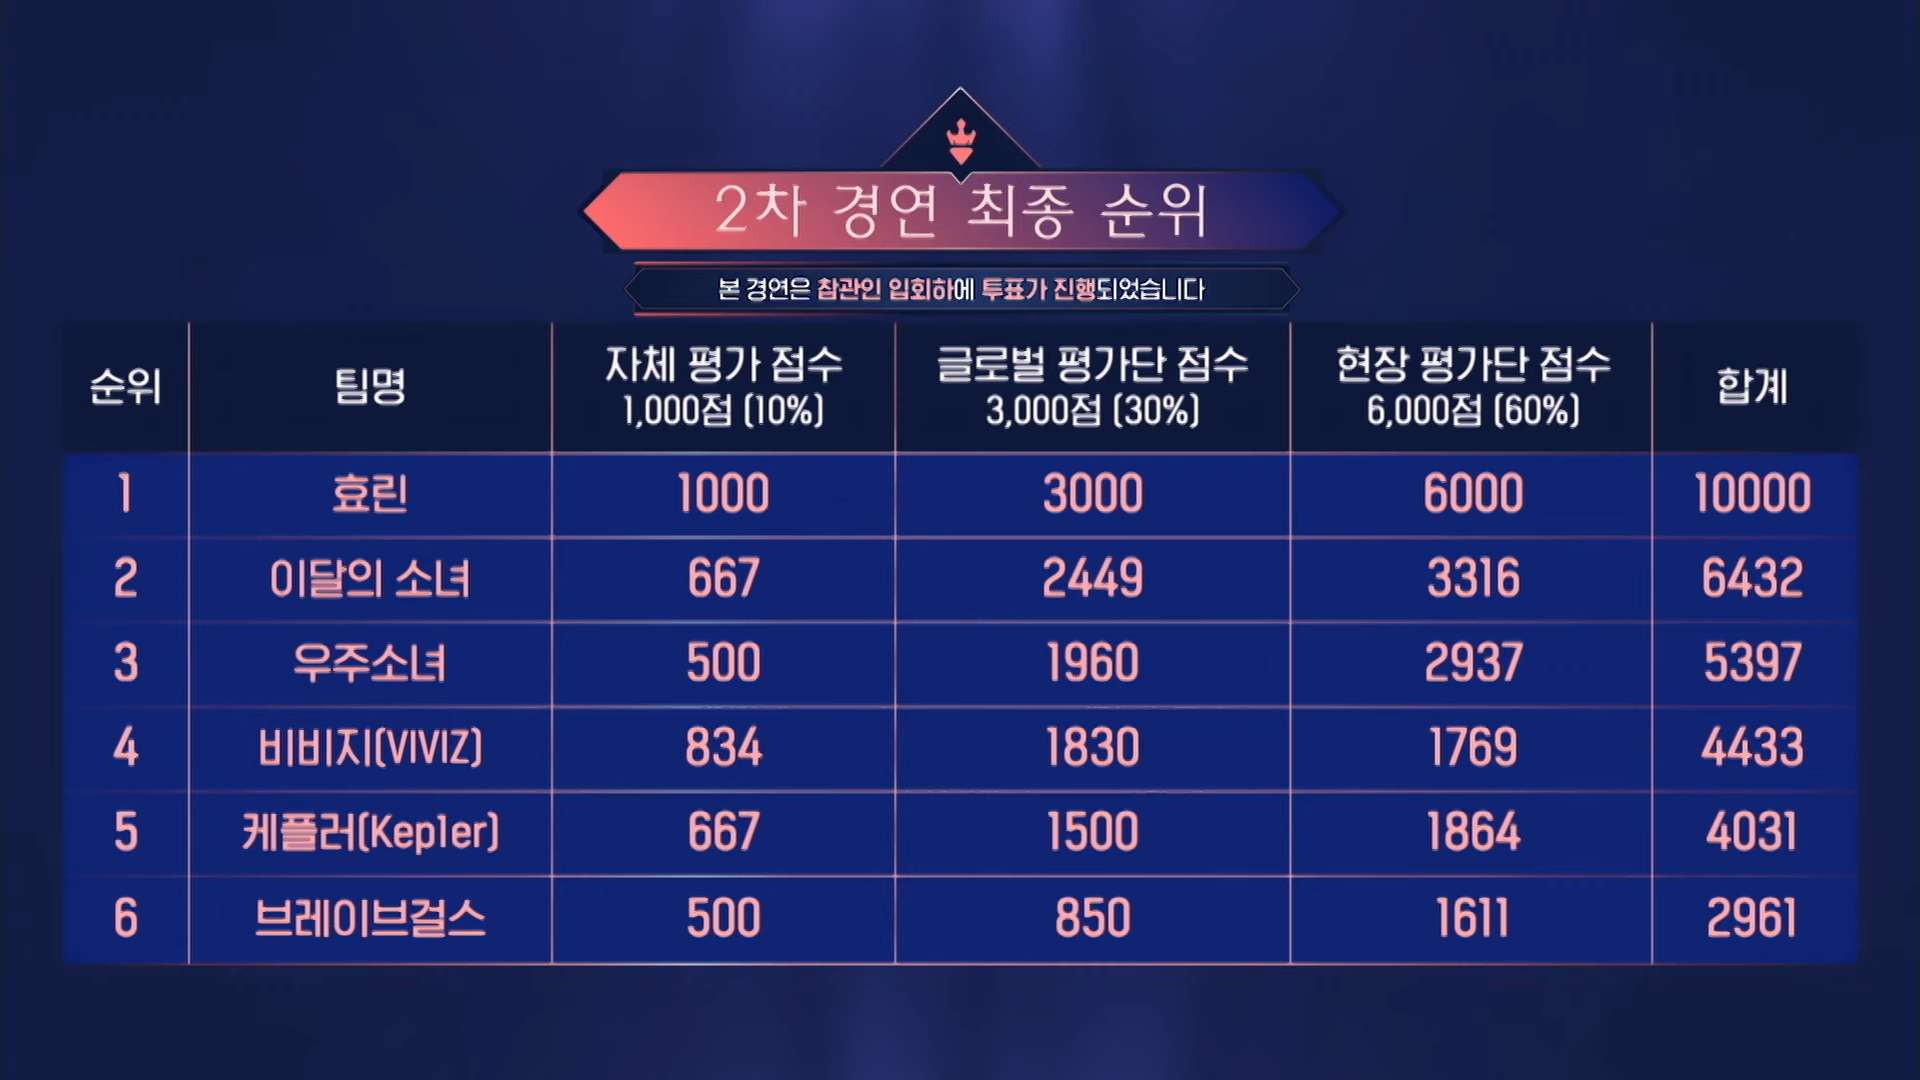 2차 경연 최종 순위
본 경연은 참관인 입회하에 투표가 진행되었습니다
순위 팀명 자체 평가 점수 글로벌 평가단 점수 현장 평가단 점수 합계
1,000점 (10%) 3,000점 (30%) 6,000점 (60%)
1 효린 1000 3000 6000 10000
2 이달의 소녀 667 2449 3316 6432
3 우주소녀 500 1960 2937 5397
4 비비지(VIVIZ) 834 1830 1769 4433
5 케플러(Kep1er) 667 1500 1864 4031
6 브레이브걸스 500 850 1611 2961